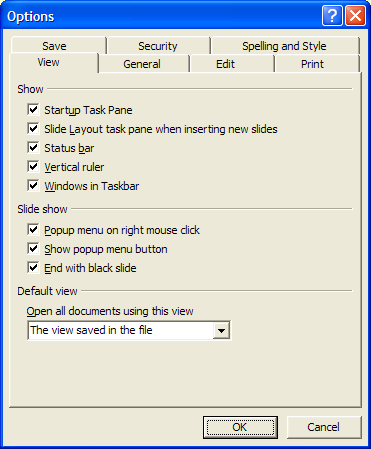 Options
Save Security Spelling and Style
View General Edit Print
Show
Startup Task Pane
Slide Layout task pane when inserting new slides
Status bar
Vertical ruler
Windows in Taskbar
Slide show
Popup menu on right mouse click
Show popup menu button
End with black slide
Default view
Open all documents using this view
The view saved in the file
OK Cancel